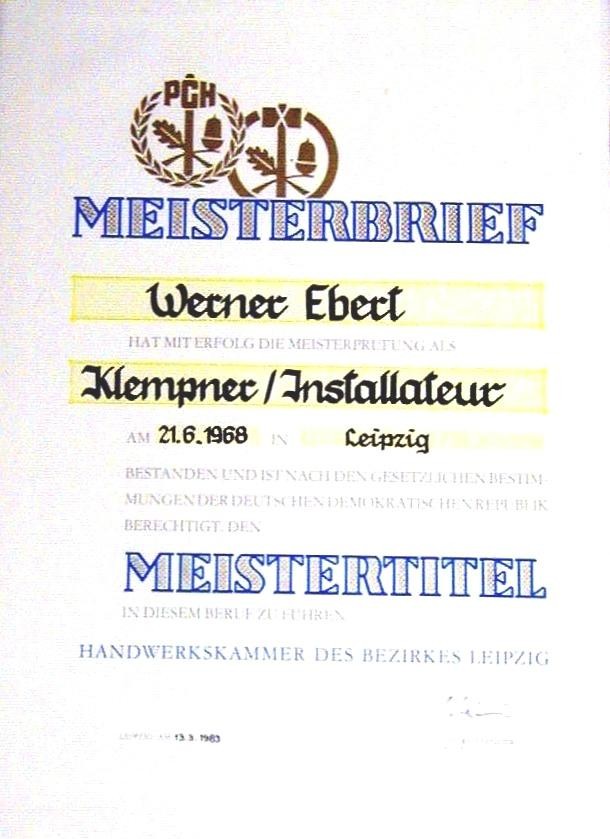 PGH
MEISTERBRIEF
Werner Ebert
HAT MIT ERFOLG DIE MEISTERPRÜFUNG ALS
Klempner / Installateur
AM 21.6.1968 IN Leipzig
BESTANDEN UND IST NACH DEN GESETZLICHEN BESTIM-
MUNGEN DER DEUTSCHEN DEMOKRATISCHEN REPUBLIK
BERECHTIGT, DEN
MEISTERTITEL
IN DIESEM BERUF ZU FÜHREN
HANDWERKSKAMMER DES BEZIRKES LEIPZIG
LEIPZIG, AM 13. 3. 1983